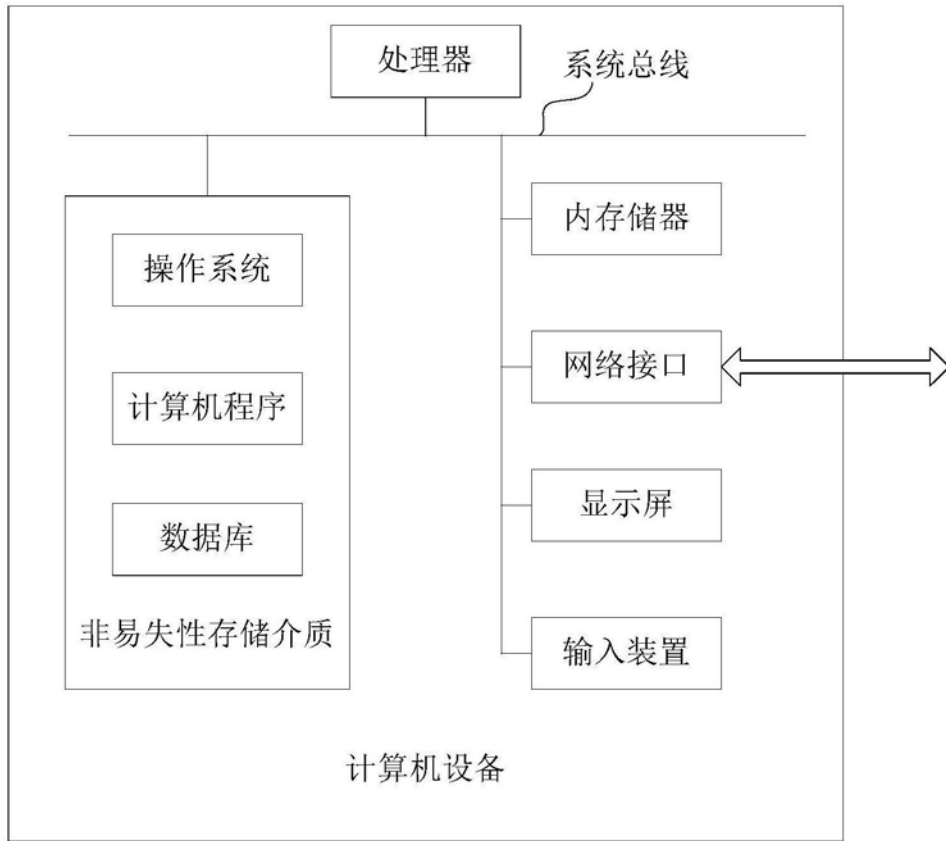 处理器
系统总线
内存储器
操作系统
网络接口
计算机程序
显示屏
数据库
非易失性存储介质
输入装置
计算机设备